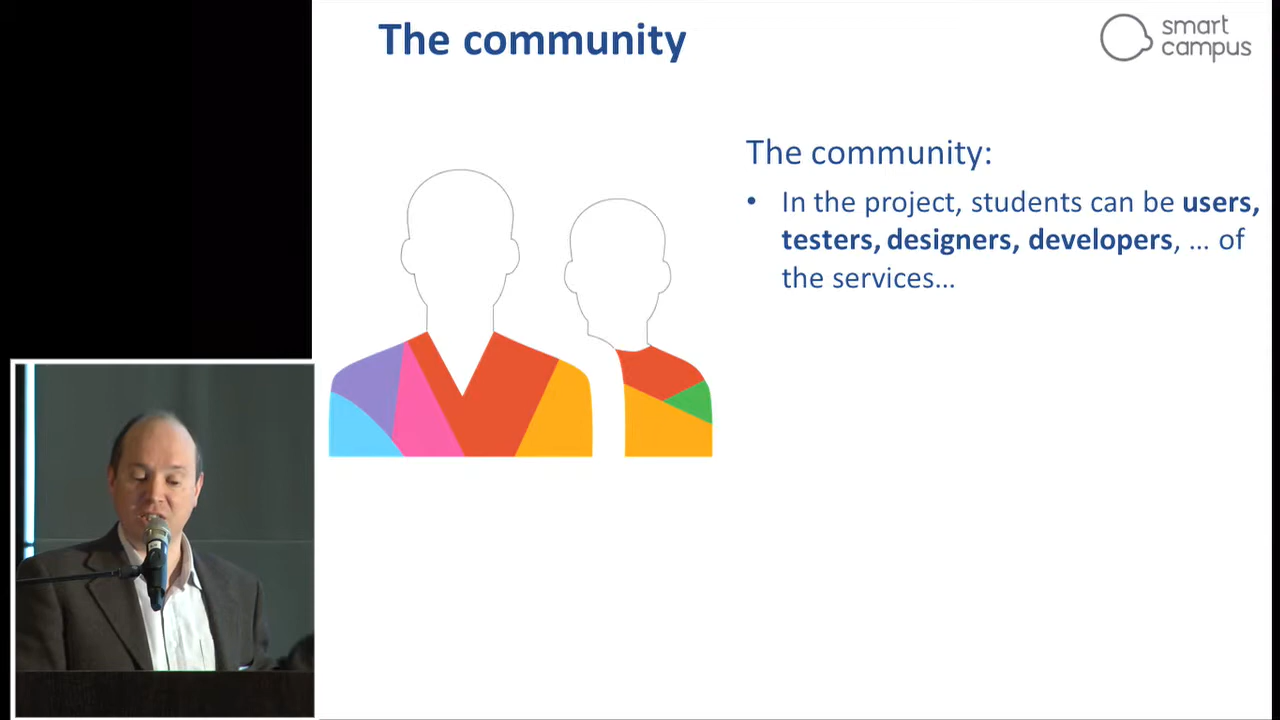 The community
smart
campus
The community:
• In the project, students can be users,
testers, designers, developers, ... of
the services...